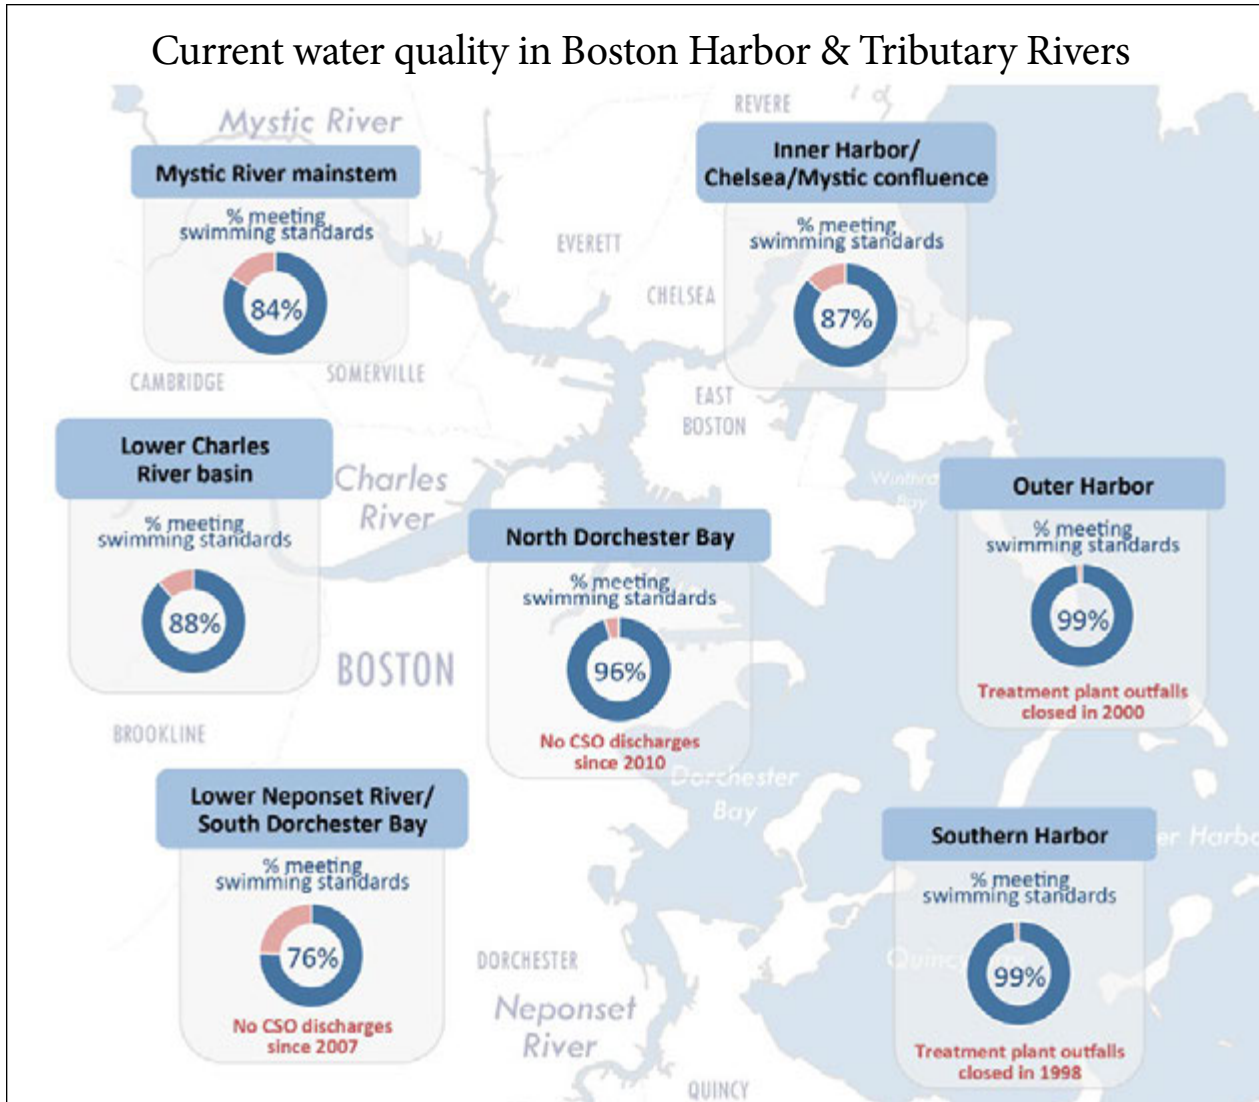 Current water quality in Boston Harbor & Tributary Rivers
REVERE
Mystic River
Mystic River mainstem
% meeting
swimming standards
84%
Inner Harbor/
Chelsea/Mystic confluence
% meeting
swimming standards
87%
EVERETT
CHELSEA
CAMBRIDGE
SOMERVILLE
EAST
BOSTON
Lower Charles
River basin
% meeting
swimming standards
88%
Charles
River
Bay
North Dorchester Bay
% meeting
swimming standards
96%
No CSO discharges
since 2010
Outer Harbor
% meeting
swimming standards
99%
Treatment plant outfalls
closed in 2000
BOSTON
BROOKLINE
Dorchester
Bay
Lower Neponset River/
South Dorchester Bay
% meeting
swimming standards
76%
No CSO discharges
since 2007
Southern Harbor
% meeting
swimming standards
99%
Treatment plant outfalls
closed in 1998
DORCHESTER
Neponset
River
QUINCY